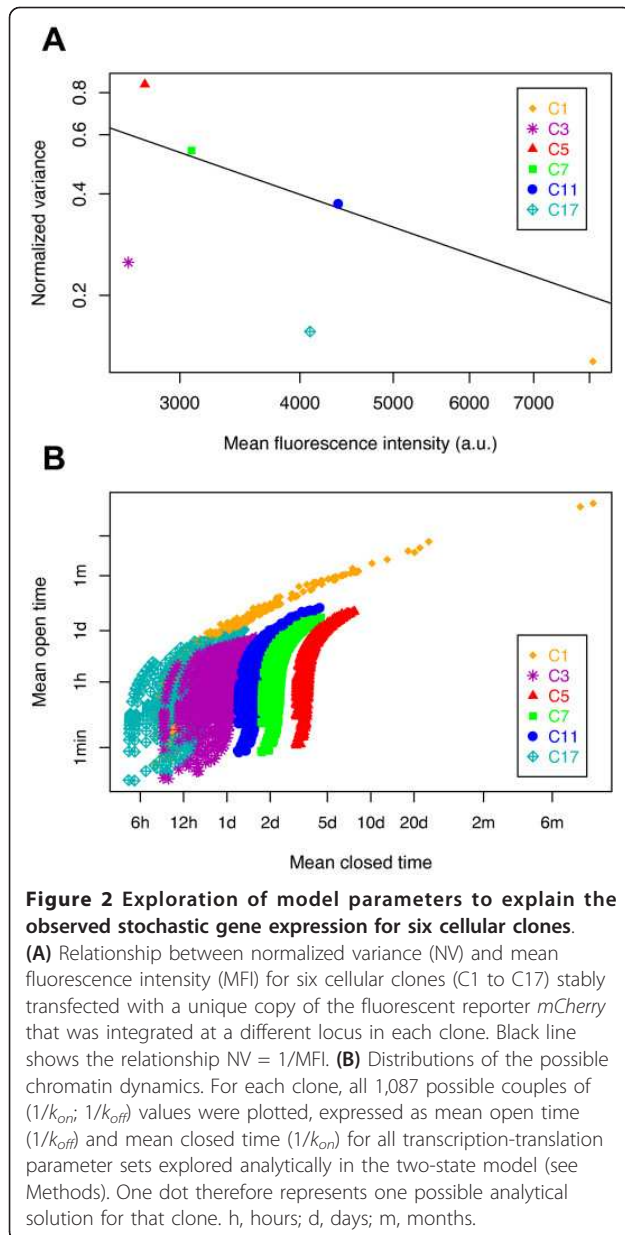 A
Normalized variance
0.8
0.6
0.4
0.2
C1
C3
C5
C7
C11
C17
3000 4000 5000 6000 7000
Mean fluorescence intensity (a.u.)
B
Mean open time
1m
1d
1h
1min
C1
C3
C5
C7
C11
C17
6h 12h 1d 2d 5d 10d 20d 2m 6m
Mean closed time
Figure 2 Exploration of model parameters to explain the
observed stochastic gene expression for six cellular clones.
(A) Relationship between normalized variance (NV) and mean
fluorescence intensity (MFI) for six cellular clones (C1 to C17) stably
transfected with a unique copy of the fluorescent reporter mCherry
that was integrated at a different locus in each clone. Black line
shows the relationship NV = 1/MFI. (B) Distributions of the possible
chromatin dynamics. For each clone, all 1,087 possible couples of
(1/kon; 1/koff) values were plotted, expressed as mean open time
(1/koff) and mean closed time (1/kon) for all transcription-translation
parameter sets explored analytically in the two-state model (see
Methods). One dot therefore represents one possible analytical
solution for that clone. h, hours; d, days; m, months.